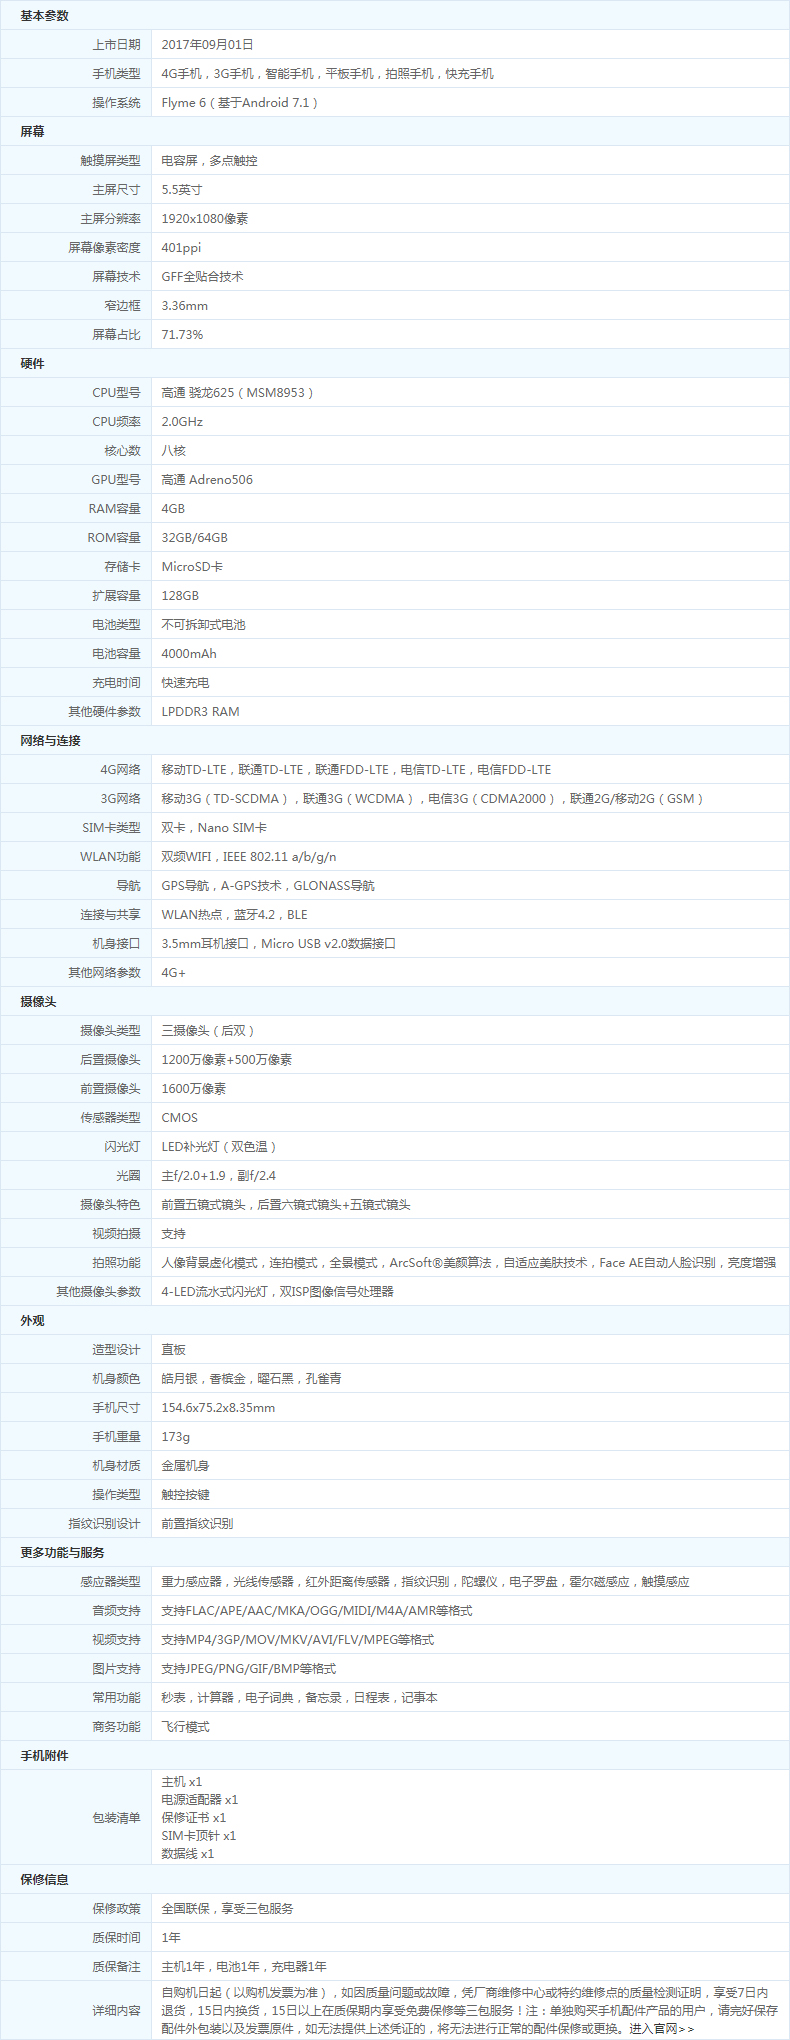 基本参数
上市日期 2017年09月01日
手机类型 4G手机，3G手机，智能手机，平板手机，拍照手机，快充手机
操作系统 Flyme 6（基于Android 7.1）
屏幕
触摸屏类型 电容屏，多点触控
主屏尺寸 5.5英寸
主屏分辨率 1920x1080像素
屏幕像素密度 401ppi
屏幕技术 GFF全贴合技术
窄边框 3.36mm
屏幕占比 71.73%
硬件
CPU型号 高通 骁龙625（MSM8953）
CPU频率 2.0GHz
核心数 八核
GPU型号 高通 Adreno506
RAM容量 4GB
ROM容量 32GB/64GB
存储卡 MicroSD卡
扩展容量 128GB
电池类型 不可拆卸式电池
电池容量 4000mAh
充电时间 快速充电
其他硬件参数 LPDDR3 RAM
网络与连接
4G网络 移动TD-LTE，联通TD-LTE，联通FDD-LTE，电信TD-LTE，电信FDD-LTE
3G网络 移动3G（TD-SCDMA），联通3G（WCDMA），电信3G（CDMA2000），联通2G/移动2G（GSM）
SIM卡类型 双卡，Nano SIM卡
WLAN功能 双频WIFI，IEEE 802.11 a/b/g/n
导航 GPS导航，A-GPS技术，GLONASS导航
连接与共享 WLAN热点，蓝牙4.2，BLE
机身接口 3.5mm耳机接口，Micro USB v2.0数据接口
其他网络参数 4G+
摄像头
摄像头类型 三摄像头（后双）
后置摄像头 1200万像素+500万像素
前置摄像头 1600万像素
传感器类型 CMOS
闪光灯 LED补光灯（双色温）
光圈 主f/2.0+1.9，副f/2.4
摄像头特色 前置五镜式镜头，后置六镜式镜头+五镜式镜头
视频拍摄 支持
拍照功能 人像背景虚化模式，连拍模式，全景模式，ArcSoft®美颜算法，自适应美肤技术，Face AE自动人脸识别，亮度增强
其他摄像头参数 4-LED流水式闪光灯，双ISP图像信号处理器
外观
造型设计 直板
机身颜色 皓月银，香槟金，曜石黑，孔雀青
手机尺寸 154.6x75.2x8.35mm
手机重量 173g
机身材质 金属机身
操作类型 触控按键
指纹识别设计 前置指纹识别
更多功能与服务
感应器类型 重力感应器，光线传感器，红外距离传感器，指纹识别，陀螺仪，电子罗盘，霍尔磁感应，触摸感应
音频支持 支持FLAC/APE/AAC/MKA/OGG/MIDI/M4A/AMR等格式
视频支持 支持MP4/3GP/MOV/MKV/AVI/FLV/MPEG等格式
图片支持 支持JPEG/PNG/GIF/BMP等格式
常用功能 秒表，计算器，电子词典，备忘录，日程表，记事本
商务功能 飞行模式
手机附件
包装清单 主机 x1
电源适配器 x1
保修证书 x1
SIM卡顶针 x1
数据线 x1
保修信息
保修政策 全国联保，享受三包服务
质保时间 1年
质保备注 主机1年，电池1年，充电器1年
详细内容 自购机日起（以购机发票为准），如因质量问题或故障，凭厂商维修中心或特约维修点的质量检测证明，享受7日内
退货，15日内换货，15日以上在质保期内享受免费保修等三包服务！注：单独购买手机配件产品的用户，请完好保存
配件外包装以及发票原件，如无法提供上述凭证的，将无法进行正常的配件保修或更换。进入官网>>